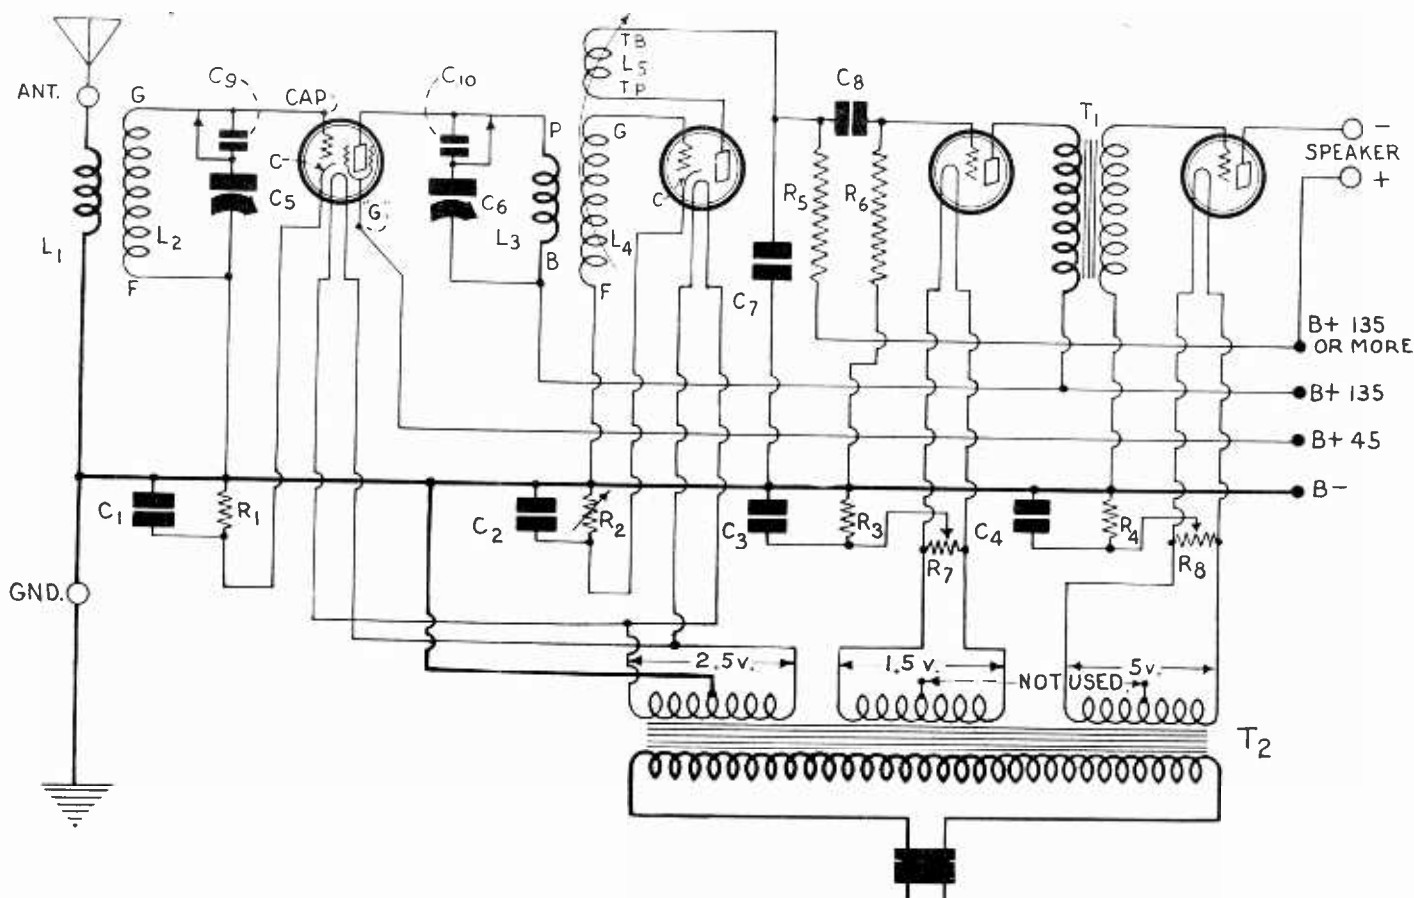 ANT.
L1
G
L2
F
C9
C5
CAP
C
G
C10
C6
P
L3
B
TB
L5
TP
G
L4
F
C
C7
C8
R5
R6
T1
-
SPEAKER
+
B+ 135
OR MORE
B+ 135
B+ 45
B-
C1
R1
C2
R2
C3
R3
R7
C4
R4
R8
GND.
2.5v.
1.5 v.
5v.
NOT USED
T2